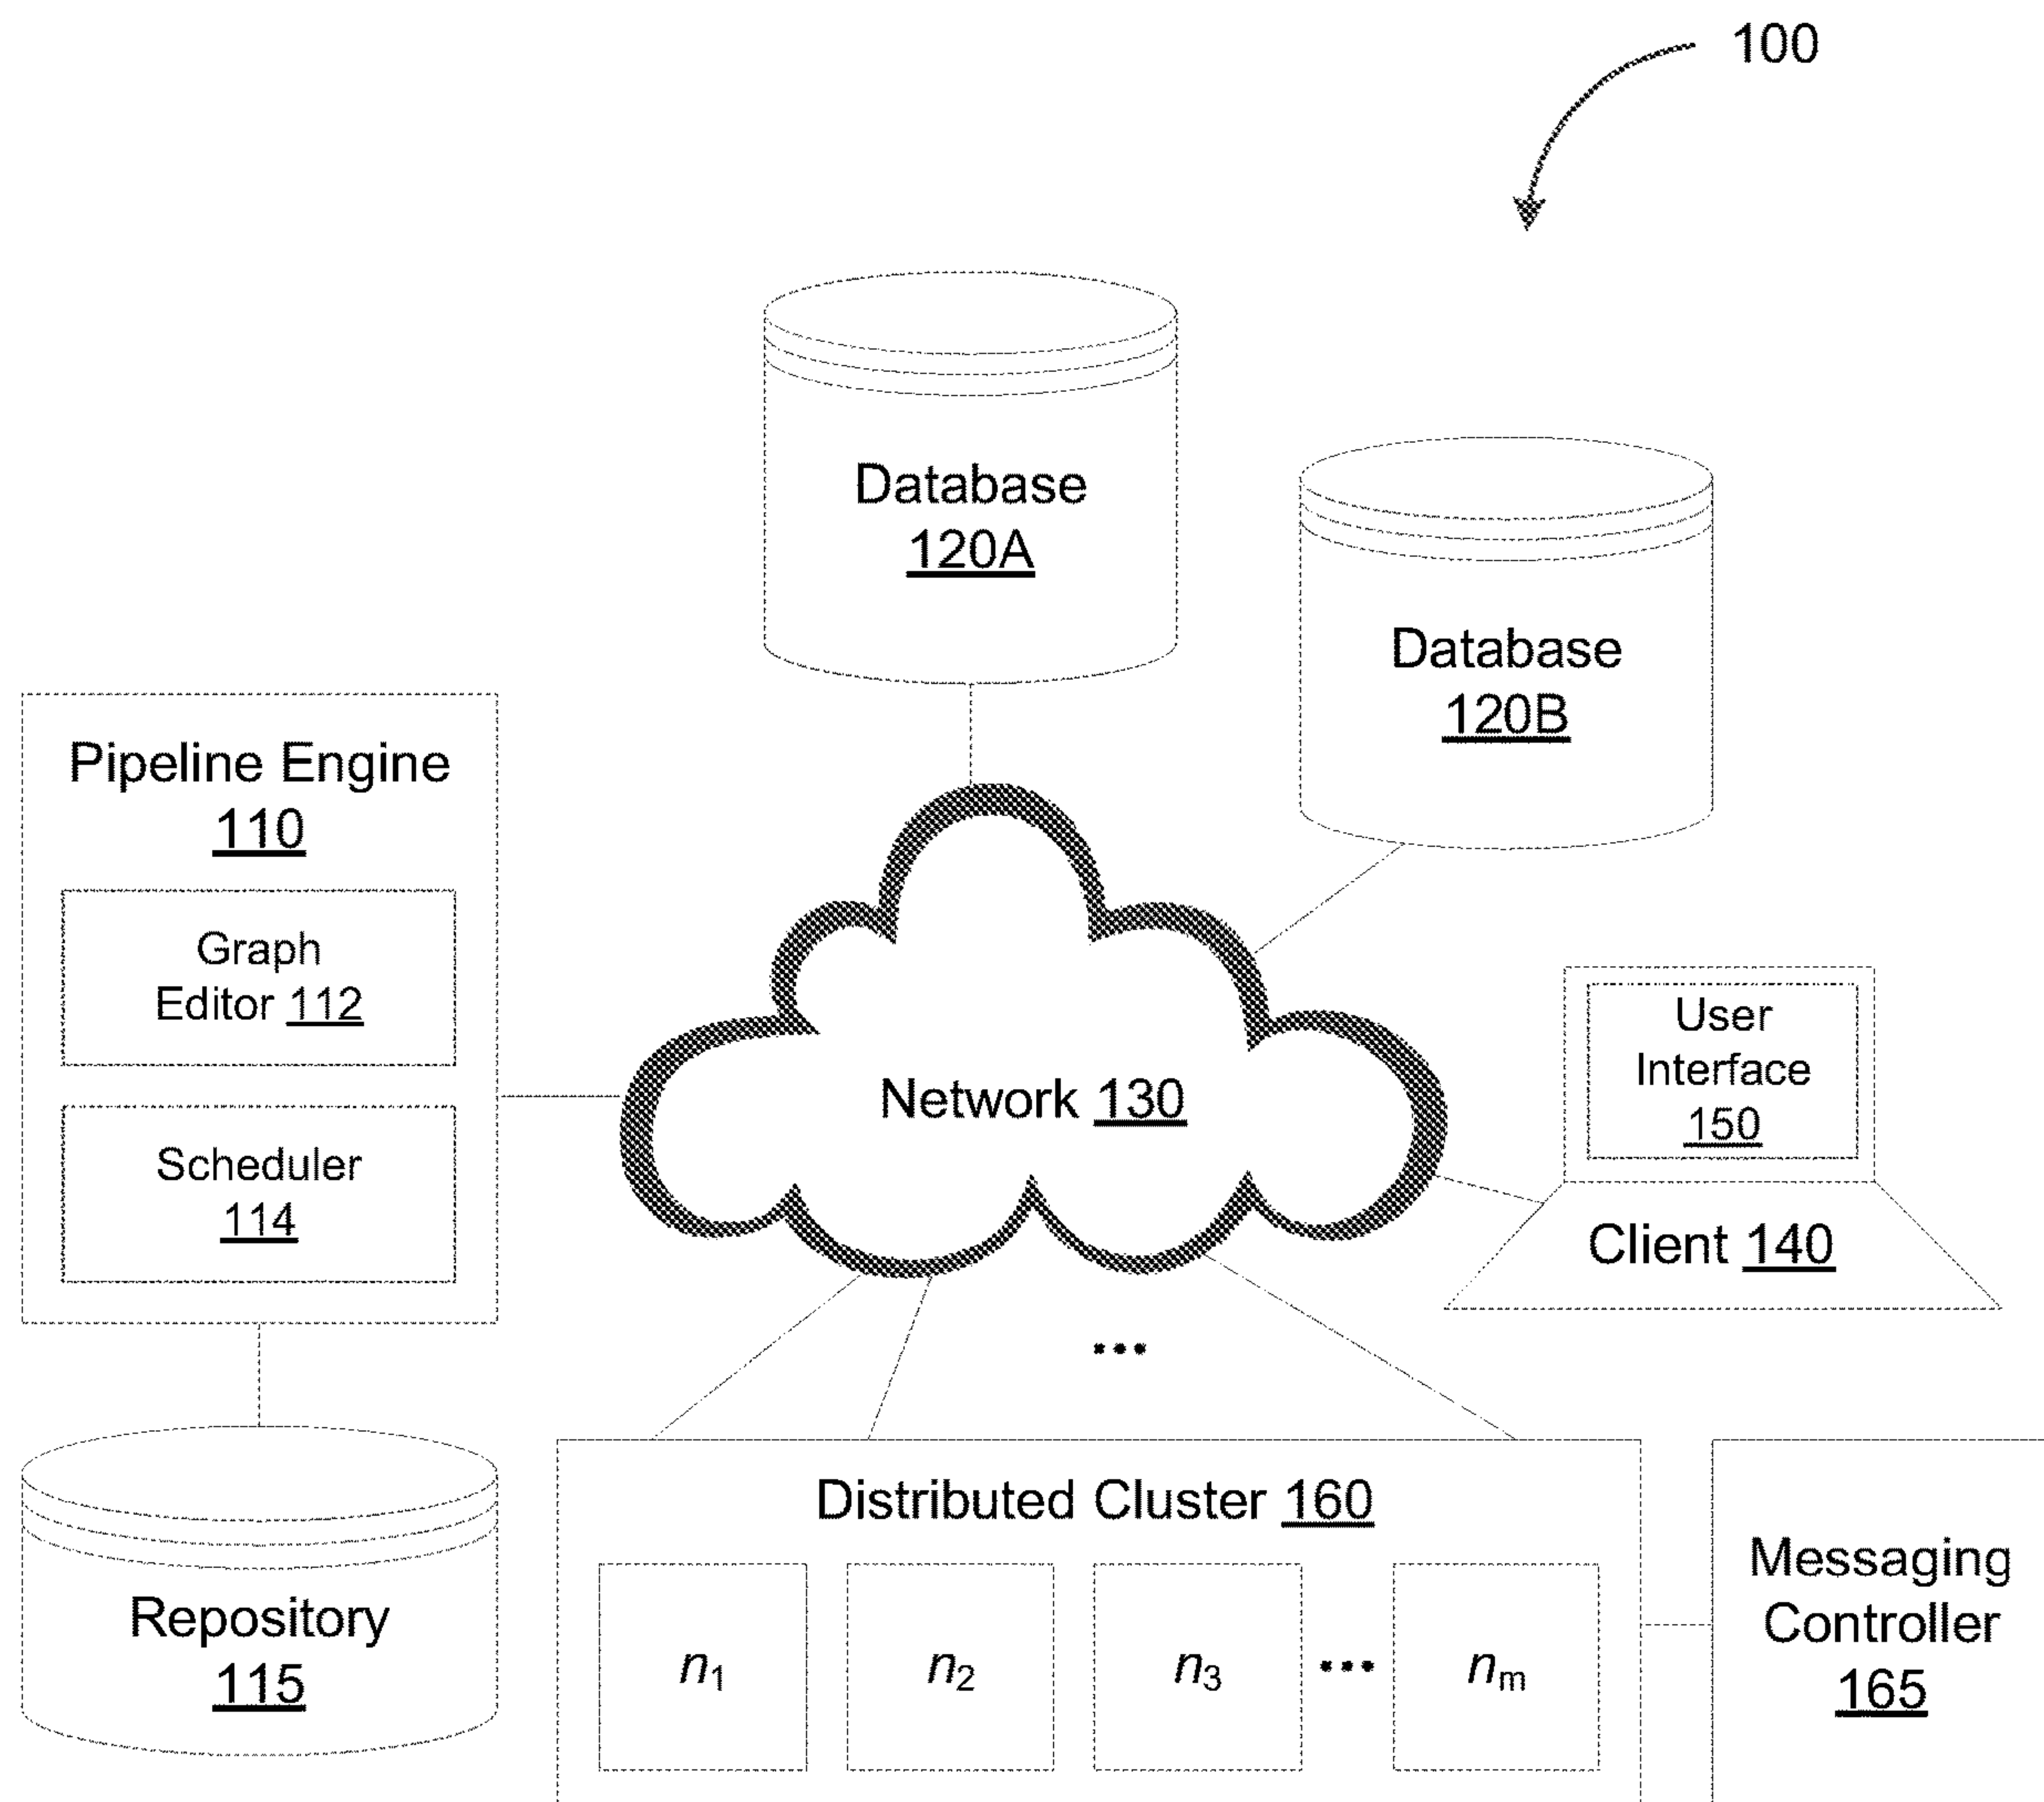 100
Database
120A
Database
120B
Pipeline Engine
110
Graph
Editor 112
Scheduler
114
Network 130
User
Interface
150
Client 140
...
Repository
115
Distributed Cluster 160
n1
n2
n3
...
nm
Messaging
Controller
165